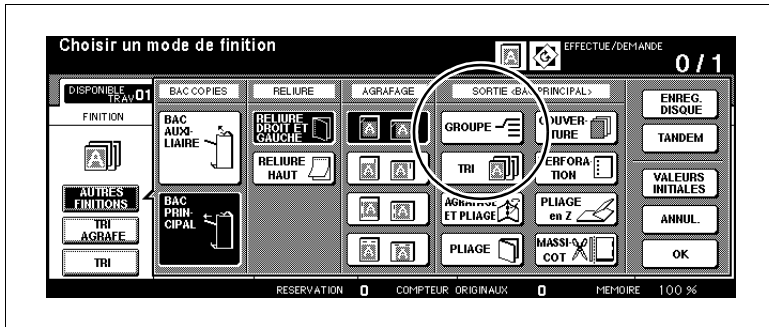 Choisir un mode de finition
EFFECTUE/DEMANDE
0/1
DISPONIBLE
TRAV 01
FINITION
AUTRES
FINITIONS
TRI
AGRAFE
TRI
BAC COPIES
BAC
AUXI-
LIAIRE
BAC
PRIN-
CIPAL
RELIURE
RELIURE
DROIT ET
GAUCHE
RELIURE
HAUT
AGRAFAGE
SORTIE <BAC PRINCIPAL>
GROUPE
COUVER-
TURE
TRI
PERFORA-
TION
AGRAFAGE
ET PLIAGE
PLIAGE
en Z
PLIAGE
MASSI-
COT
ENREG.
DISQUE
TANDEM
VALEURS
INITIALES
ANNUL.
OK
RESERVATION 0 COMPTEUR ORIGINAUX 0 MEMOIRE 100 %